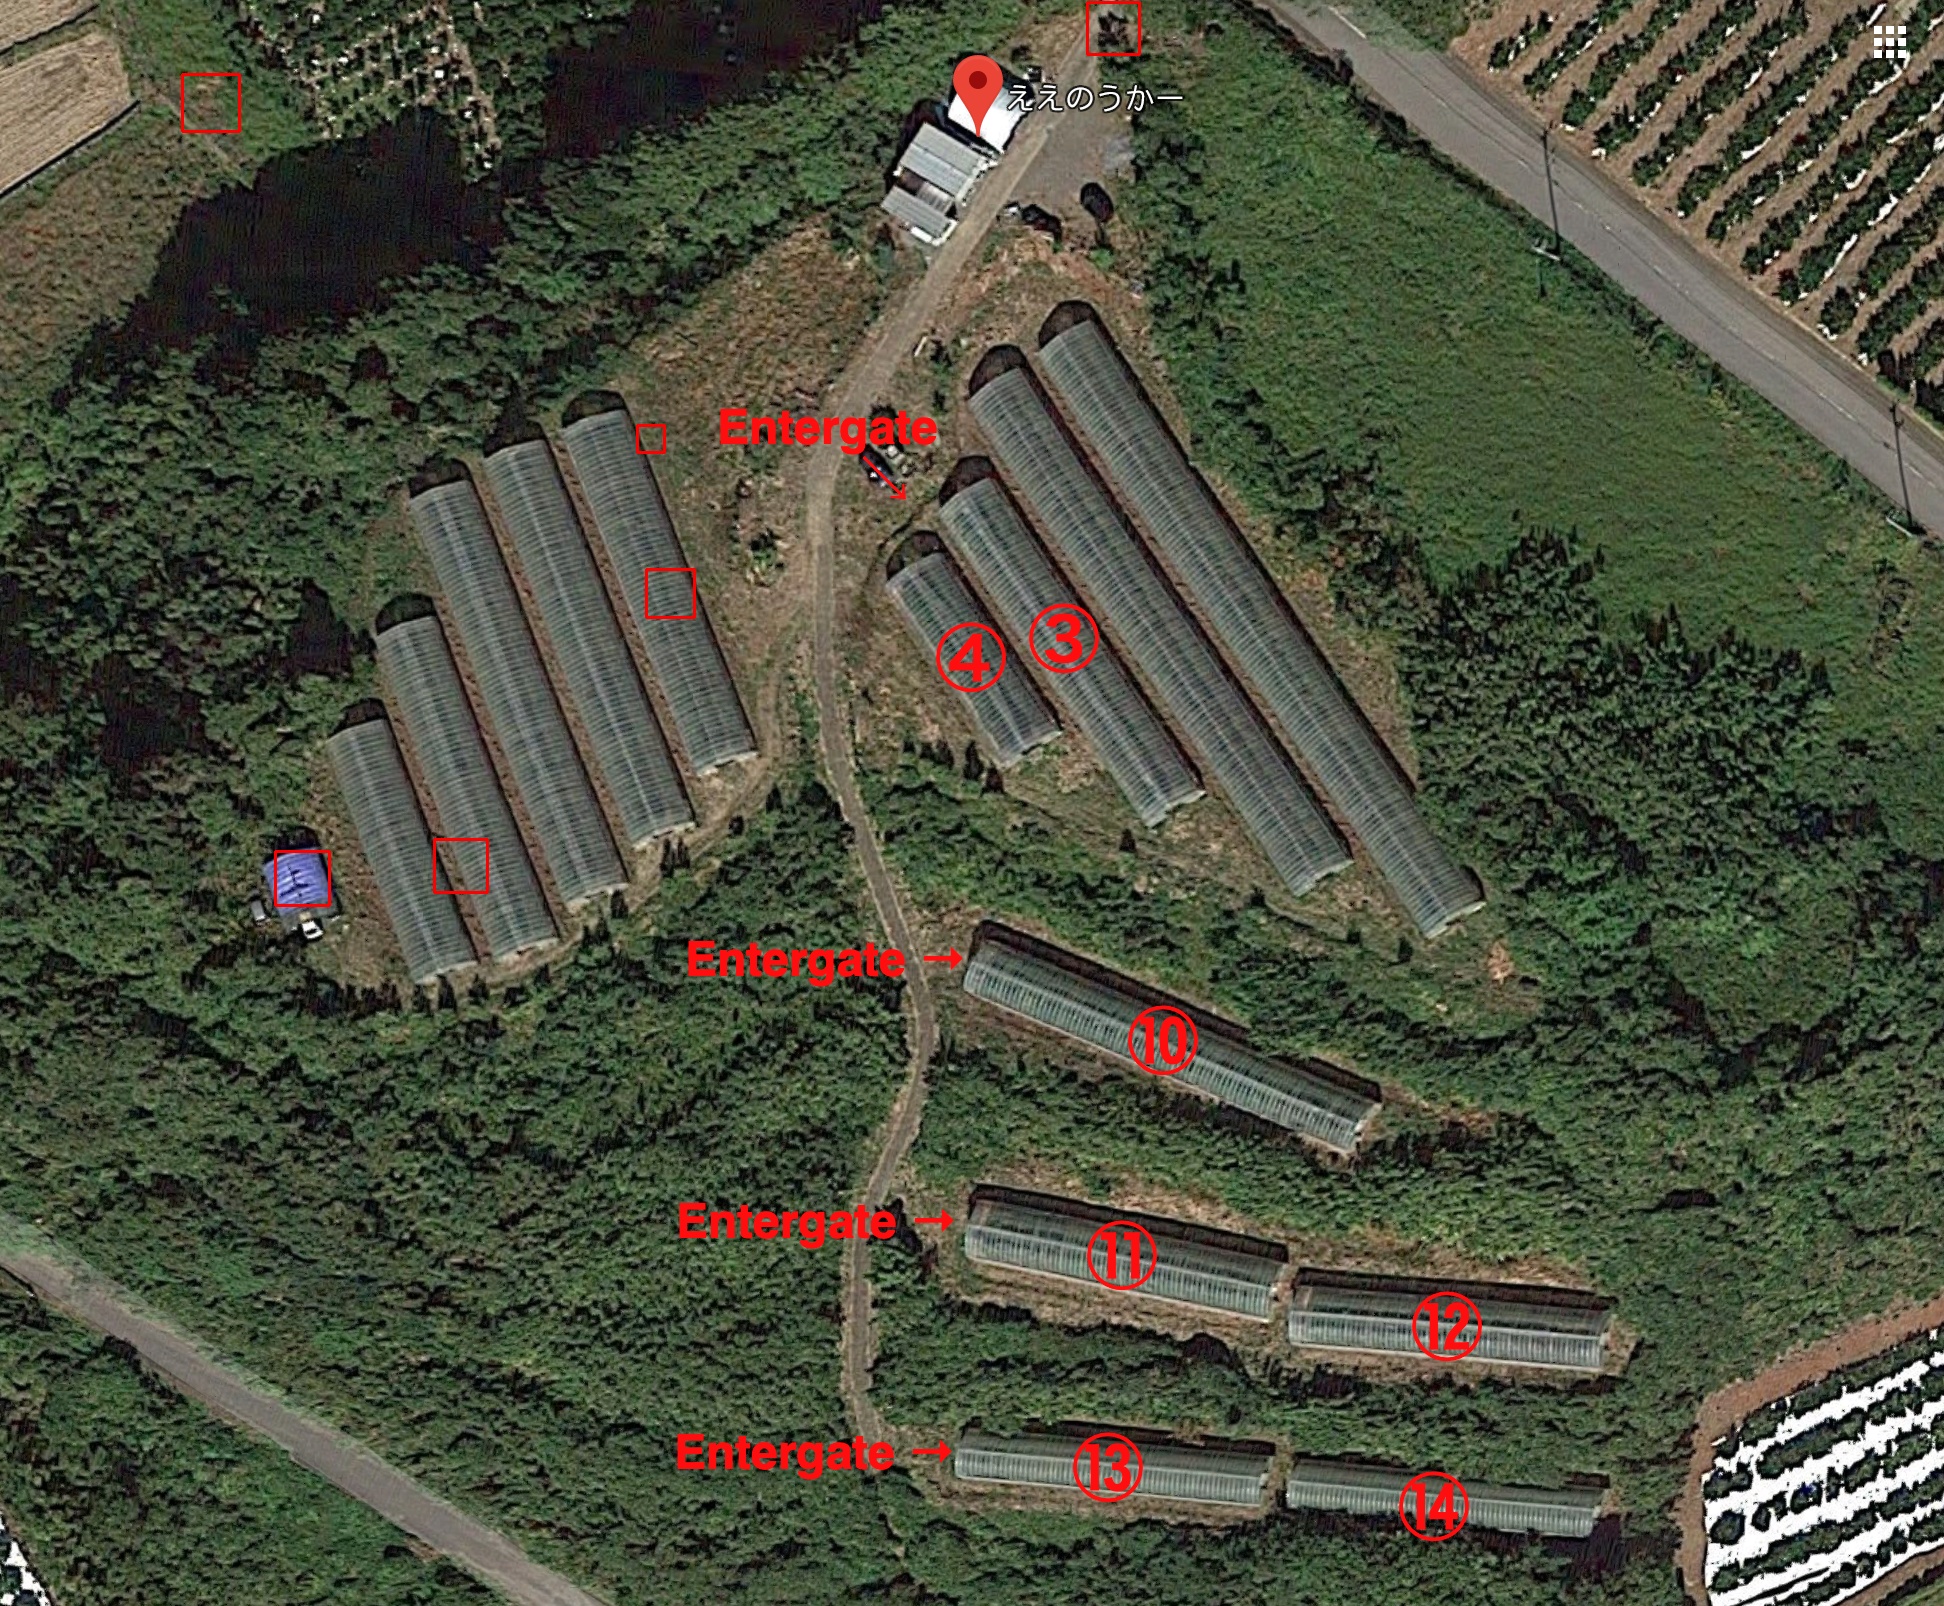 ええのうかー
Entergate
④
③
Entergate
⑩
Entergate
⑪
⑫
Entergate
⑬
⑭